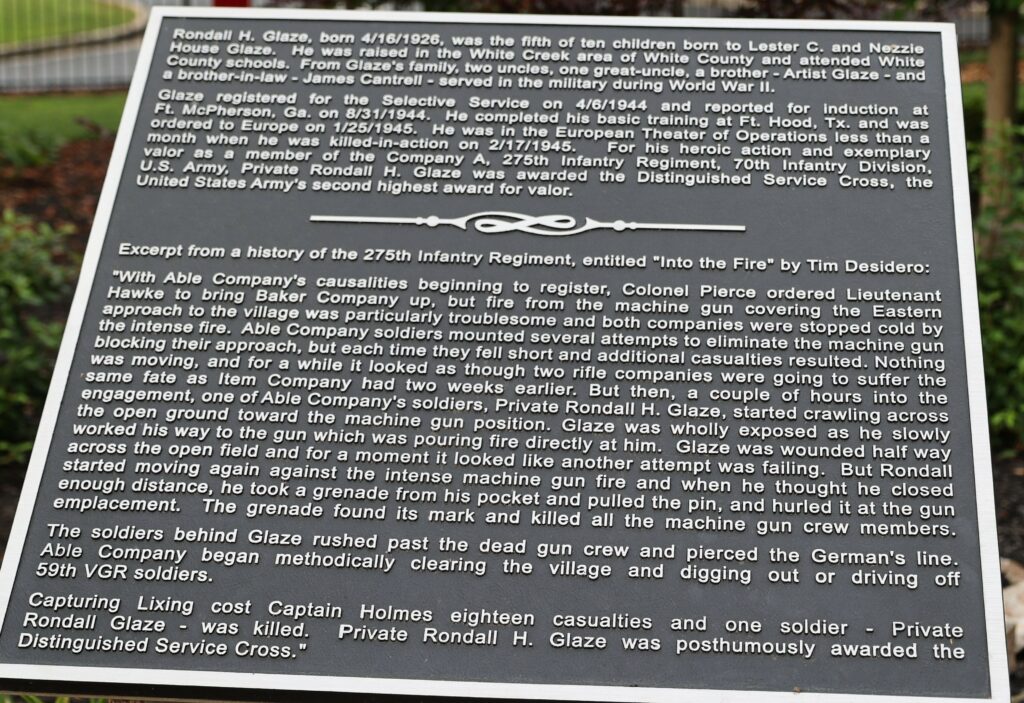 Rondall H. Glaze, born 4/16/1926, was the fifth of ten children born to Lester C. and Nezzie
House Glaze. He was raised in the White Creek area of White County and attended White
County schools. From Glaze's family, two uncles, one great-uncle, a brother - Artist Glaze - and
a brother-in-law - James Cantrell - served in the military during World War II.
Glaze registered for the Selective Service on 4/6/1944 and reported for induction at
Ft. McPherson, Ga. on 8/31/1944. He completed his basic training at Ft. Hood, Tx. and was
ordered to Europe on 1/25/1945. He was in the European Theater of Operations less than a
month when he was killed-in-action on 2/17/1945. For his heroic action and exemplary
valor as a member of the Company A, 275th Infantry Regiment, 70th Infantry Division,
U.S. Army, Private Rondall H. Glaze was awarded the Distinguished Service Cross, the
United States Army's second highest award for valor.
Excerpt from a history of the 275th Infantry Regiment, entitled "Into the Fire" by Tim Desidero:
"With Able Company's causalities beginning to register, Colonel Pierce ordered Lieutenant
Hawke to bring Baker Company up, but fire from the machine gun covering the Eastern
approach to the village was particularly troublesome and both companies were stopped cold by
the intense fire. Able Company soldiers mounted several attempts to eliminate the machine gun
blocking their approach, but each time they fell short and additional casualties resulted. Nothing
was moving, and for a while it looked as though two rifle companies were going to suffer the
same fate as Item Company had two weeks earlier. But then, a couple of hours into the
engagement, one of Able Company's soldiers, Private Rondall H. Glaze, started crawling across
the open ground toward the machine gun position. Glaze was wholly exposed as he slowly
worked his way to the gun which was pouring fire directly at him. Glaze was wounded half way
across the open field and for a moment it looked like another attempt was failing. But Rondall
started moving again against the intense machine gun fire and when he thought he closed
enough distance, he took a grenade from his pocket and pulled the pin, and hurled it at the gun
emplacement. The grenade found its mark and killed all the machine gun crew members.
The soldiers behind Glaze rushed past the dead gun crew and pierced the German's line.
Able Company began methodically clearing the village and digging out or driving off
59th VGR soldiers.
Capturing Lixing cost Captain Holmes eighteen casualties and one soldier - Private
Rondall Glaze - was killed. Private Rondall H. Glaze was posthumously awarded the
Distinguished Service Cross."